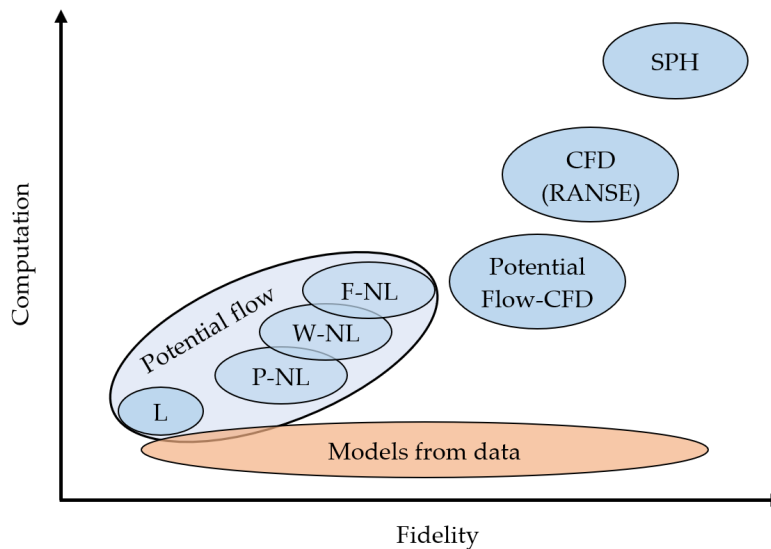 SPH
CFD
(RANSE)
Potential
Flow-CFD
Potential flow
F-NL
W-NL
P-NL
L
Models from data
Computation
Fidelity